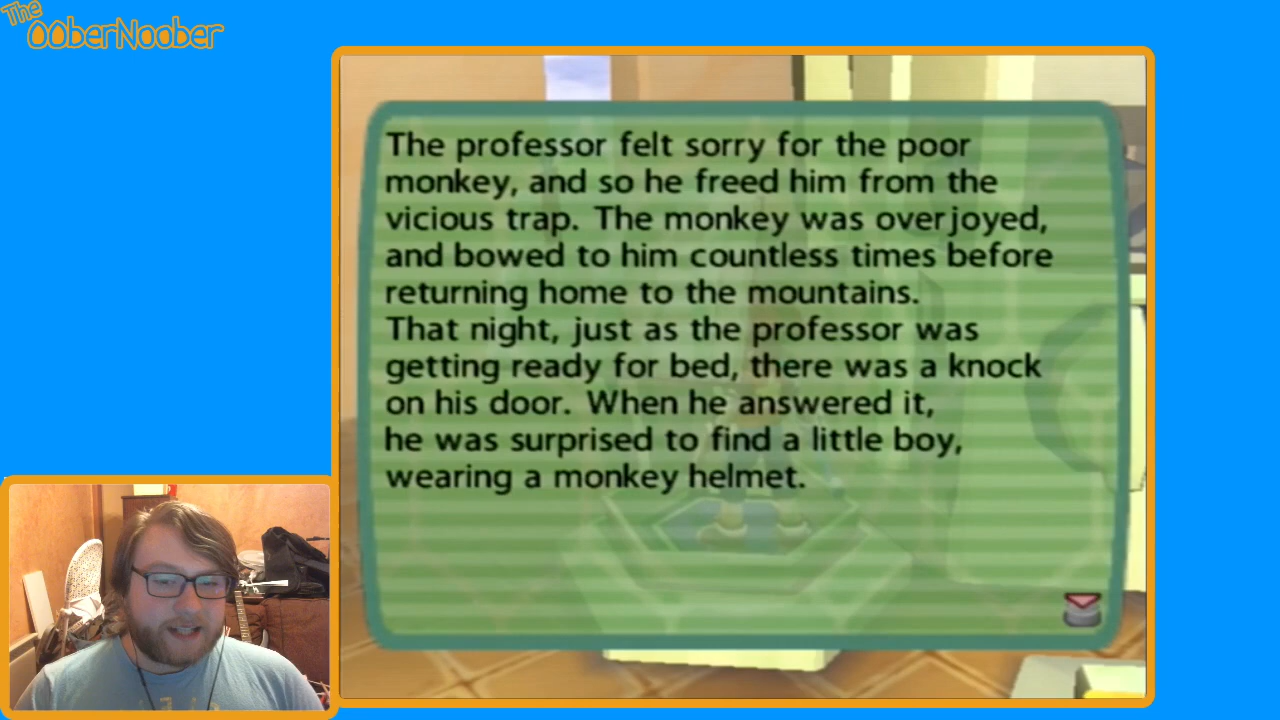 The
OOberNoober
The professor felt sorry for the poor
monkey, and so he freed him from the
vicious trap. The monkey was overjoyed,
and bowed to him countless times before
returning home to the mountains.
That night, just as the professor was
getting ready for bed, there was a knock
on his door. When he answered it,
he was surprised to find a little boy,
wearing a monkey helmet.